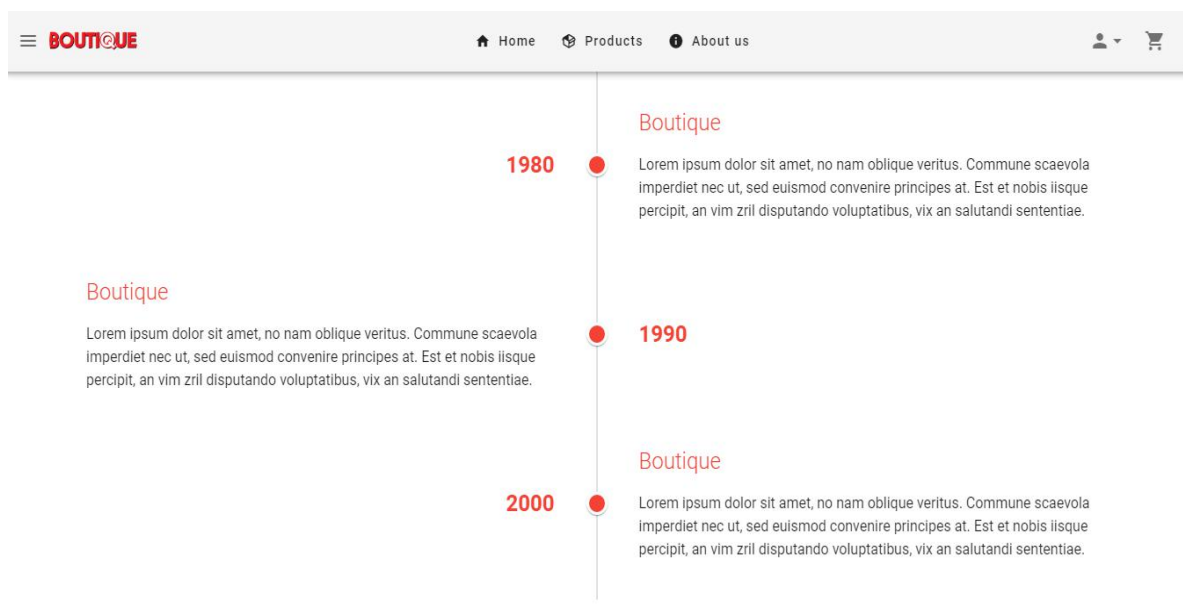 BOUTIQUE
Home Products About us
Boutique
1980
Lorem ipsum dolor sit amet, no nam oblique veritus. Commune scaevola
imperdiet nec ut, sed euismod convenire principes at. Est et nobis iisque
percipit, an vim zril disputando voluptatibus, vix an salutandi sententiae.
Boutique
Lorem ipsum dolor sit amet, no nam oblique veritus. Commune scaevola
imperdiet nec ut, sed euismod convenire principes at. Est et nobis iisque
percipit, an vim zril disputando voluptatibus, vix an salutandi sententiae.
1990
Boutique
2000
Lorem ipsum dolor sit amet, no nam oblique veritus. Commune scaevola
imperdiet nec ut, sed euismod convenire principes at. Est et nobis iisque
percipit, an vim zril disputando voluptatibus, vix an salutandi sententiae.